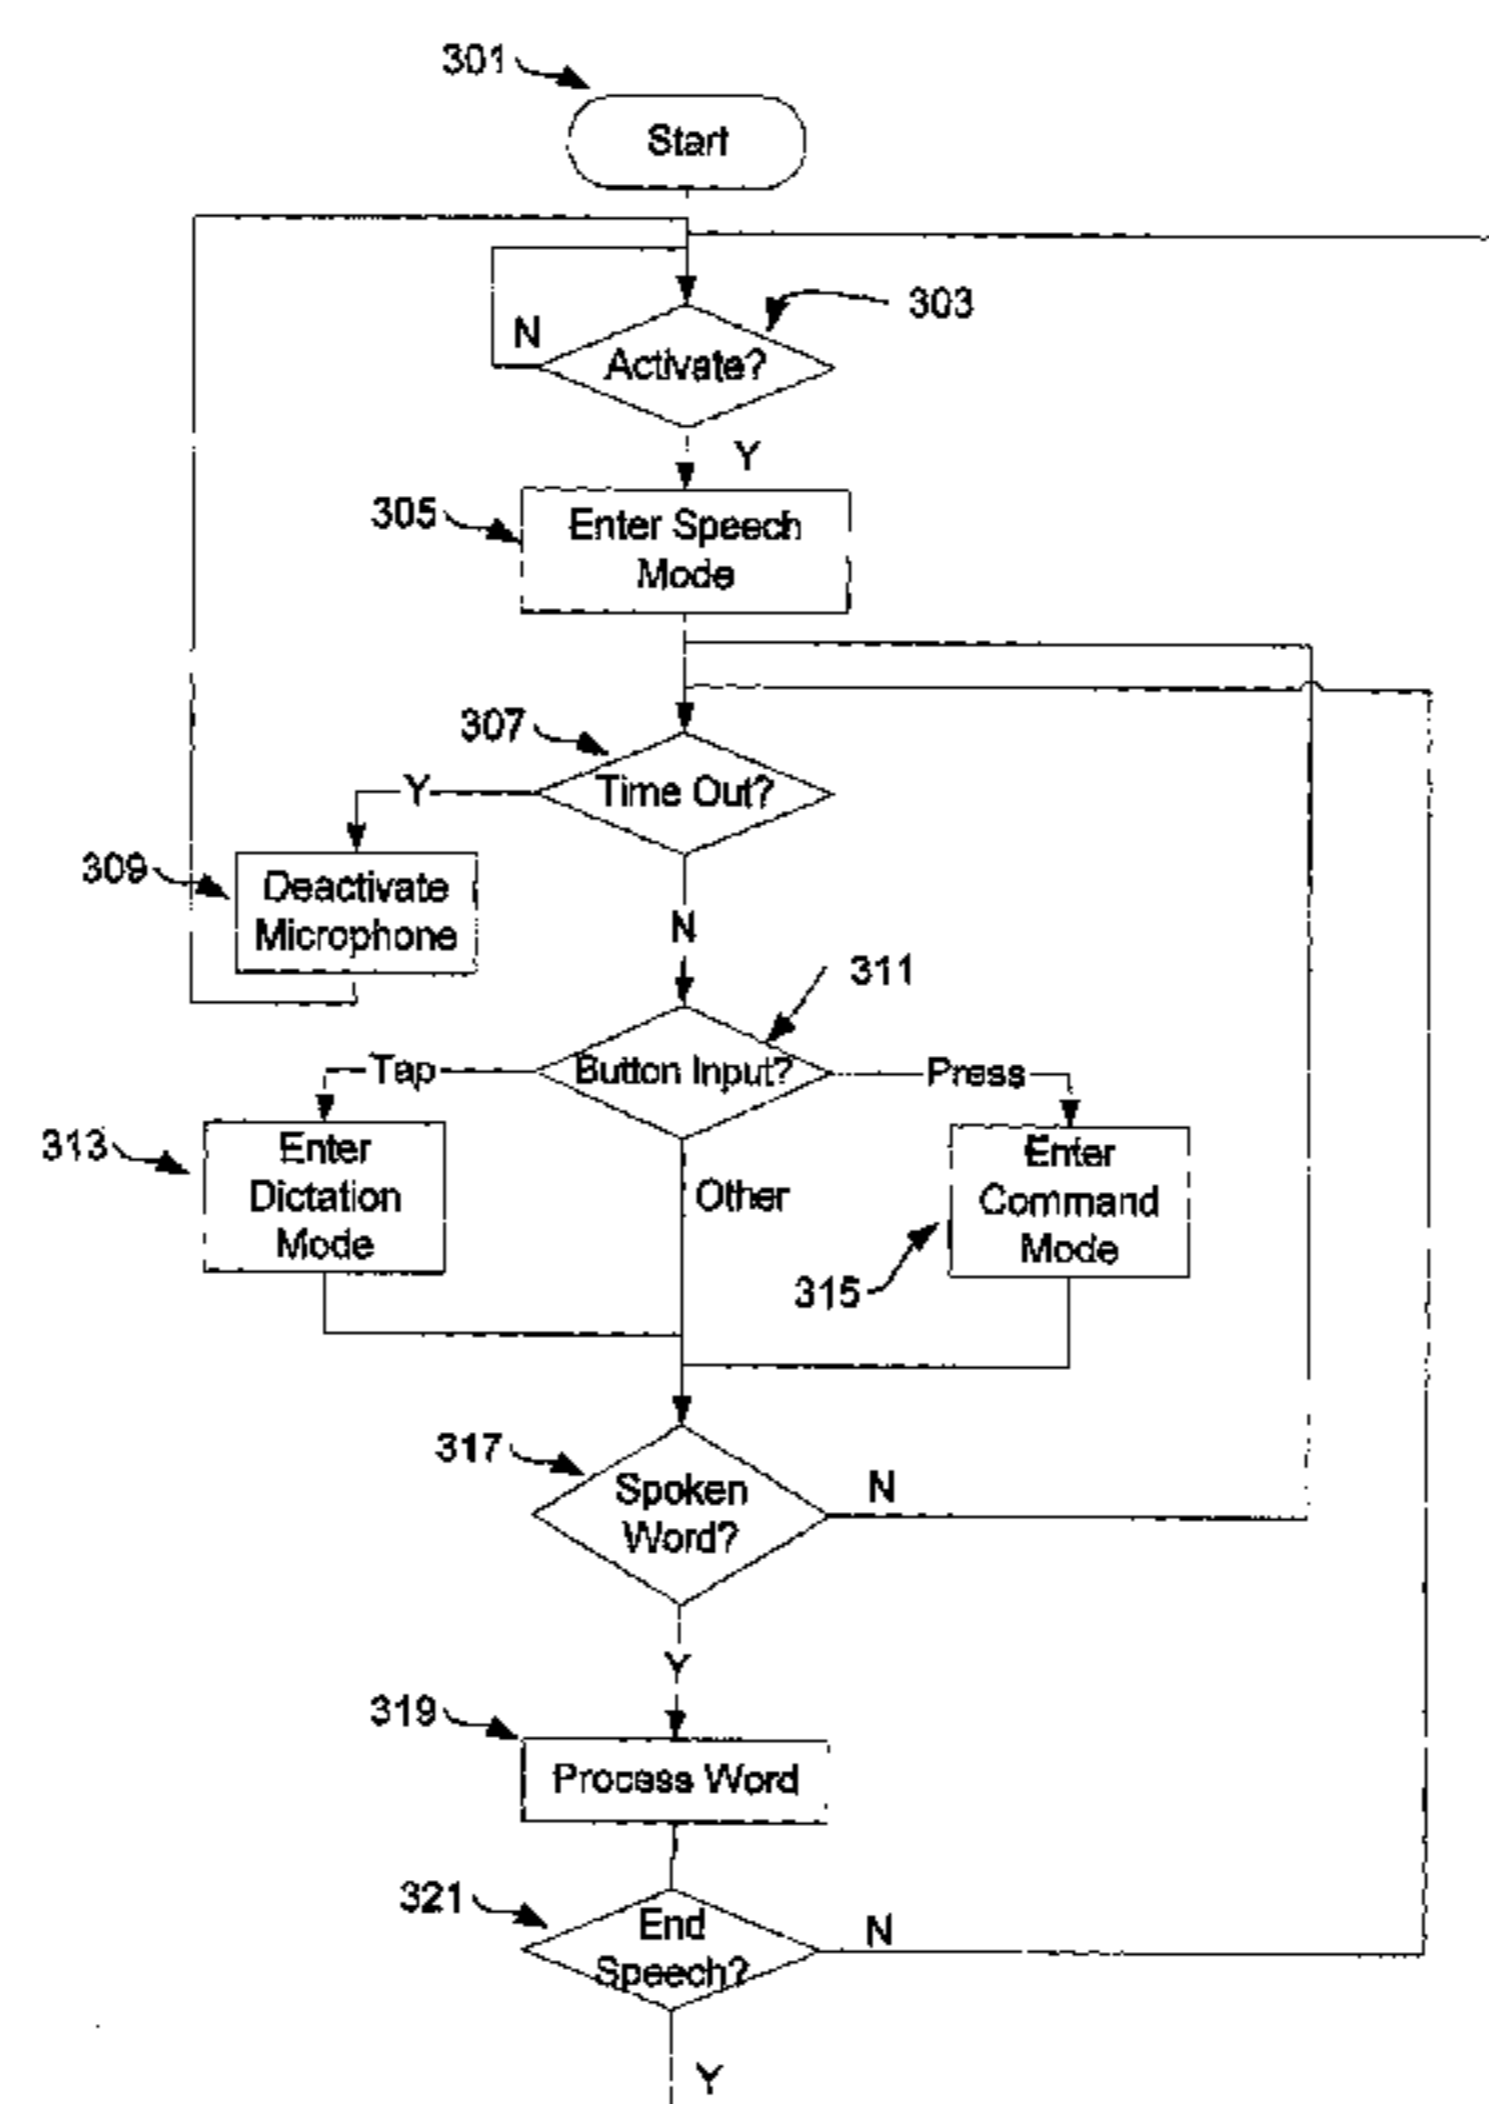 301
Start
303
N
Activate?
Y
305
Enter Speech
Mode
307
Time Out?
Y
309
Deactivate
Microphone
N
311
Tap
Button Input?
Press
313
Enter
Dictation
Mode
Other
Enter
Command
Mode
315
317
Spoken
Word?
N
Y
319
Process Word
321
End
Speech?
N
Y